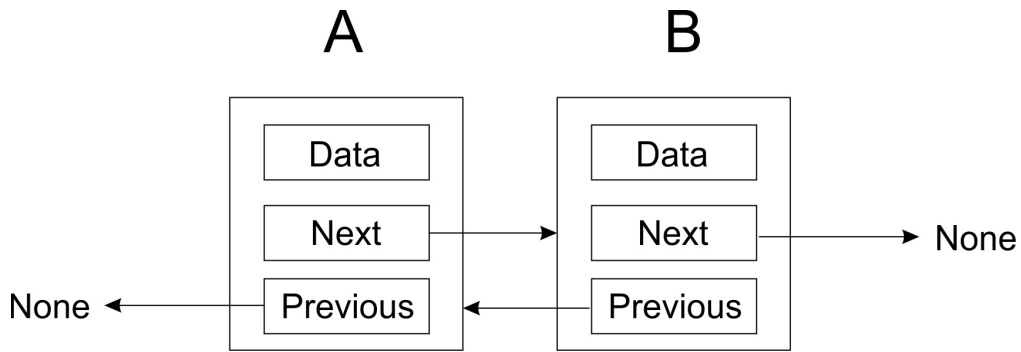 A
B
Data
Data
Next
Next
None
None
Previous
Previous